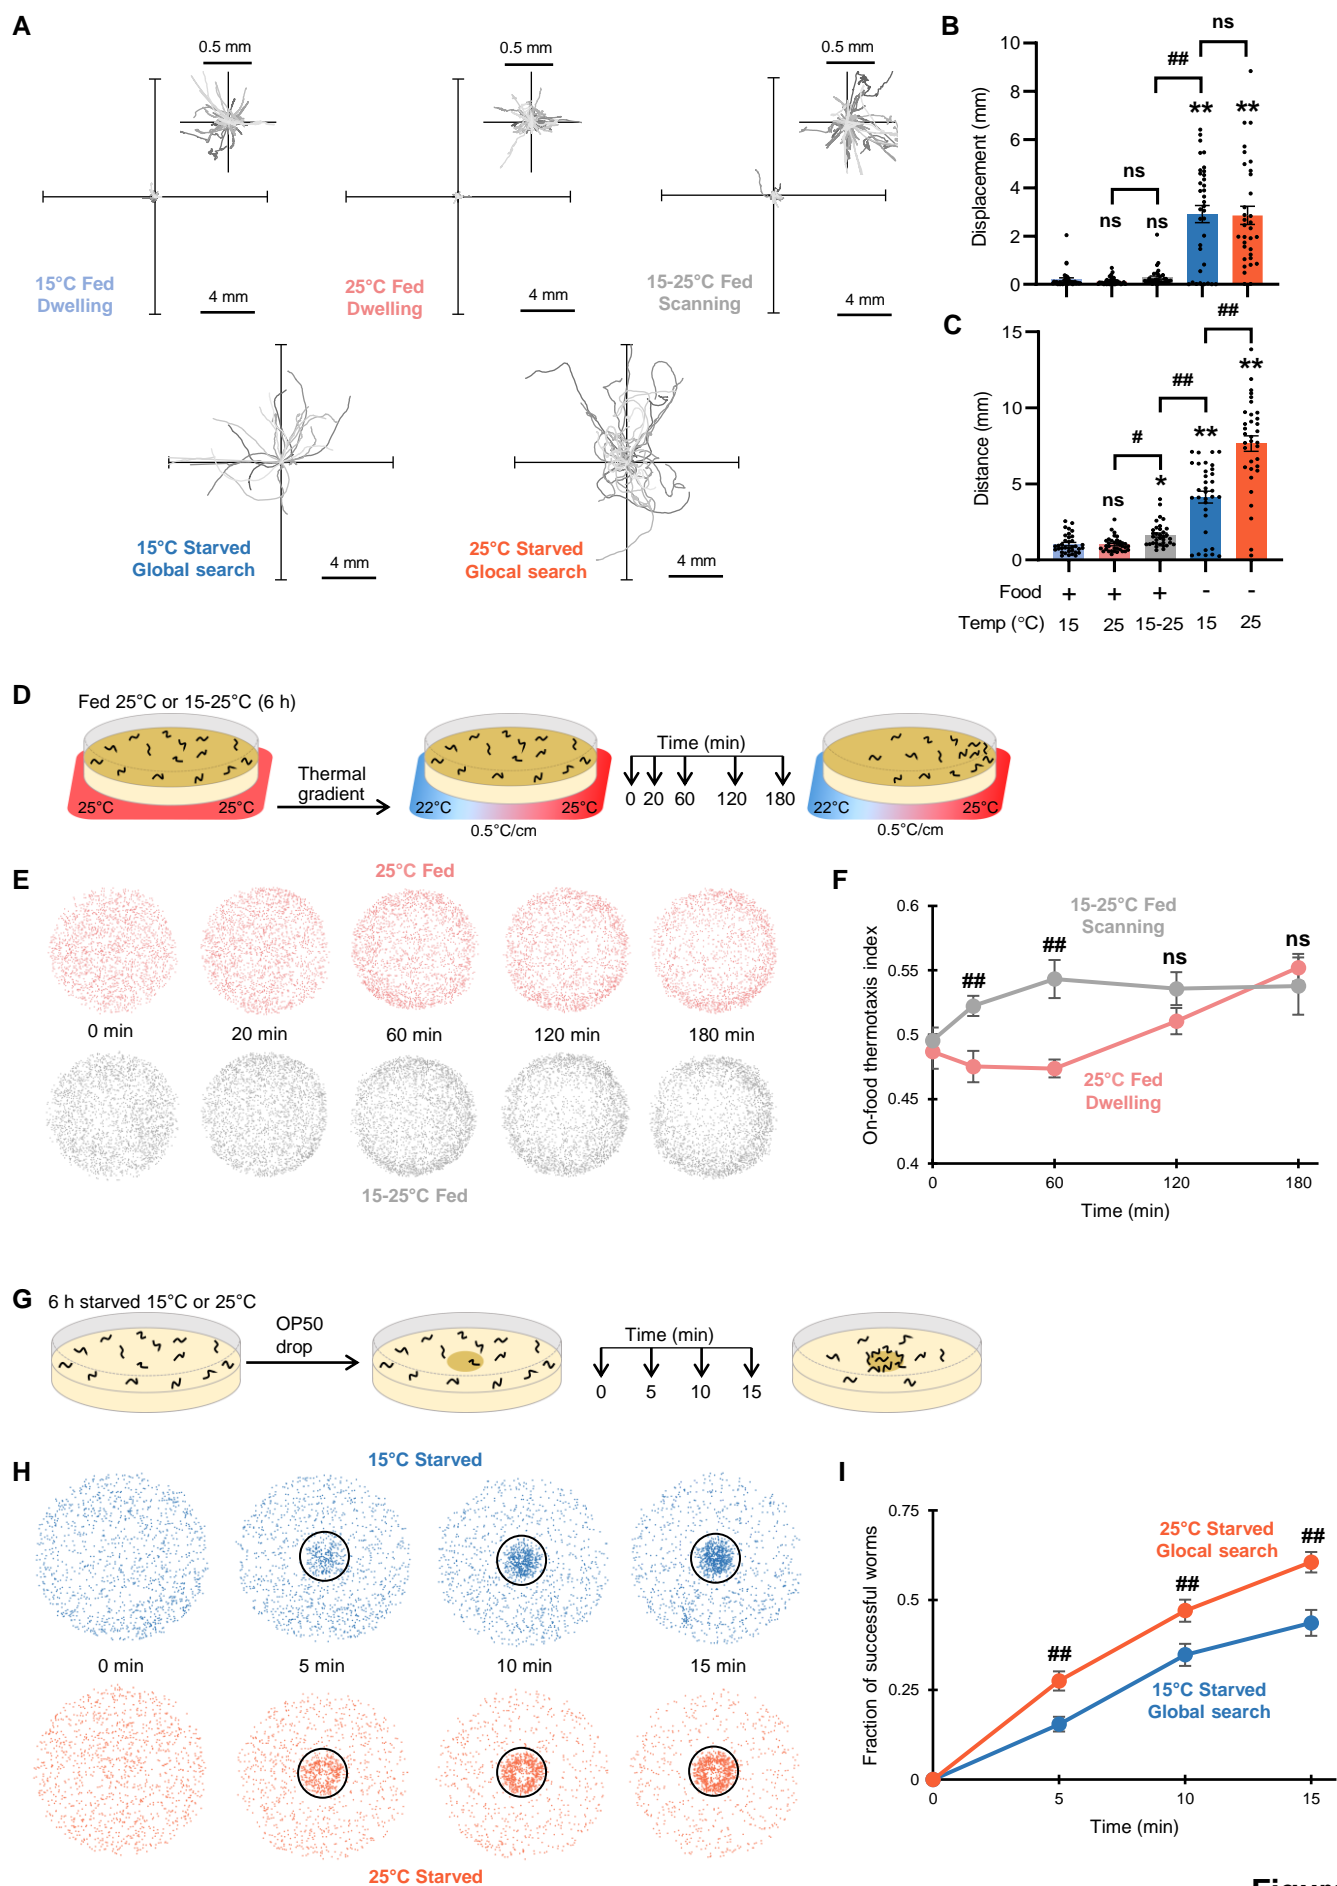 A
0.5 mm
0.5 mm
0.5 mm
15°C Fed
Dwelling
4 mm
25°C Fed
Dwelling
4 mm
15-25°C Fed
Scanning
4 mm
15°C Starved
Global search
4 mm
25°C Starved
Glocal search
4 mm
B
Displacement (mm)
10
8
6
4
2
0
ns
ns
ns
##
**
ns
**
C
Distance (mm)
15
10
5
0
ns
#
*
##
**
##
**
Food + + + - -
Temp (°C) 15 25 15-25 15 25
D
Fed 25°C or 15-25°C (6 h)
25°C 25°C
Thermal
gradient
22°C 25°C
0.5°C/cm
Time (min)
0 20 60 120 180
22°C 25°C
0.5°C/cm
E
25°C Fed
0 min 20 min 60 min 120 min 180 min
15-25°C Fed
F
On-food thermotaxis index
0.6
0.55
0.5
0.45
0.4
15-25°C Fed
Scanning
##
##
ns
ns
25°C Fed
Dwelling
0 60 120 180
Time (min)
G
6 h starved 15°C or 25°C
OP50
drop
Time (min)
0 5 10 15
H
15°C Starved
0 min 5 min 10 min 15 min
25°C Starved
I
Fraction of successful worms
0.75
0.5
0.25
0
25°C Starved
Glocal search
##
##
##
15°C Starved
Global search
0 5 10 15
Time (min)